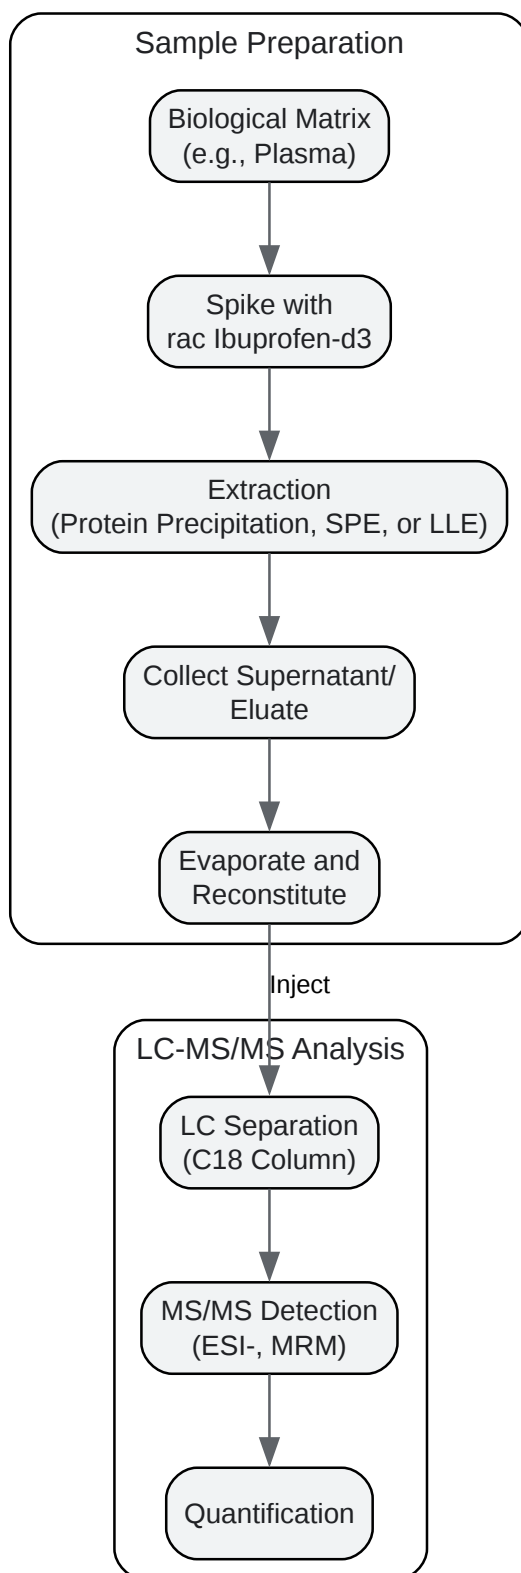 Sample Preparation
Biological Matrix
(e.g., Plasma)
Spike with
rac Ibuprofen-d3
Extraction
(Protein Precipitation, SPE, or LLE)
Collect Supernatant/
Eluate
Evaporate and
Reconstitute
Inject
LC-MS/MS Analysis
LC Separation
(C18 Column)
MS/MS Detection
(ESI-, MRM)
Quantification